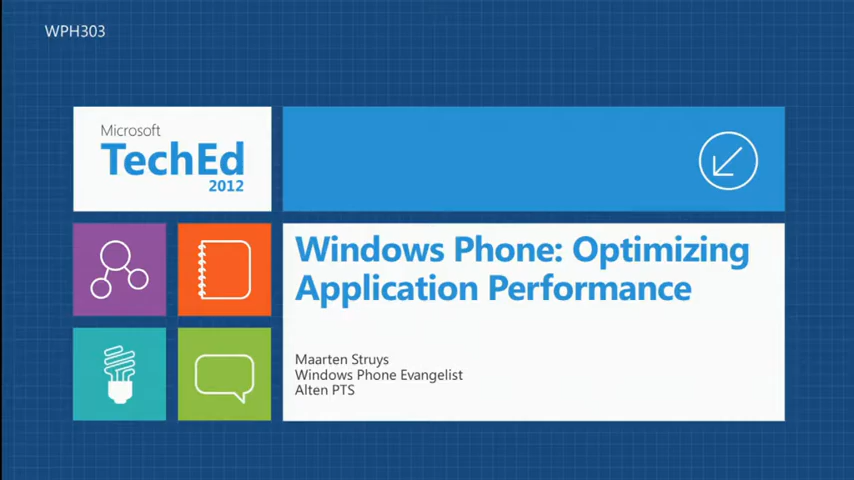 WPH303
Microsoft
TechEd
2012
Windows Phone: Optimizing
Application Performance
Maarten Struys
Windows Phone Evangelist
Alten PTS